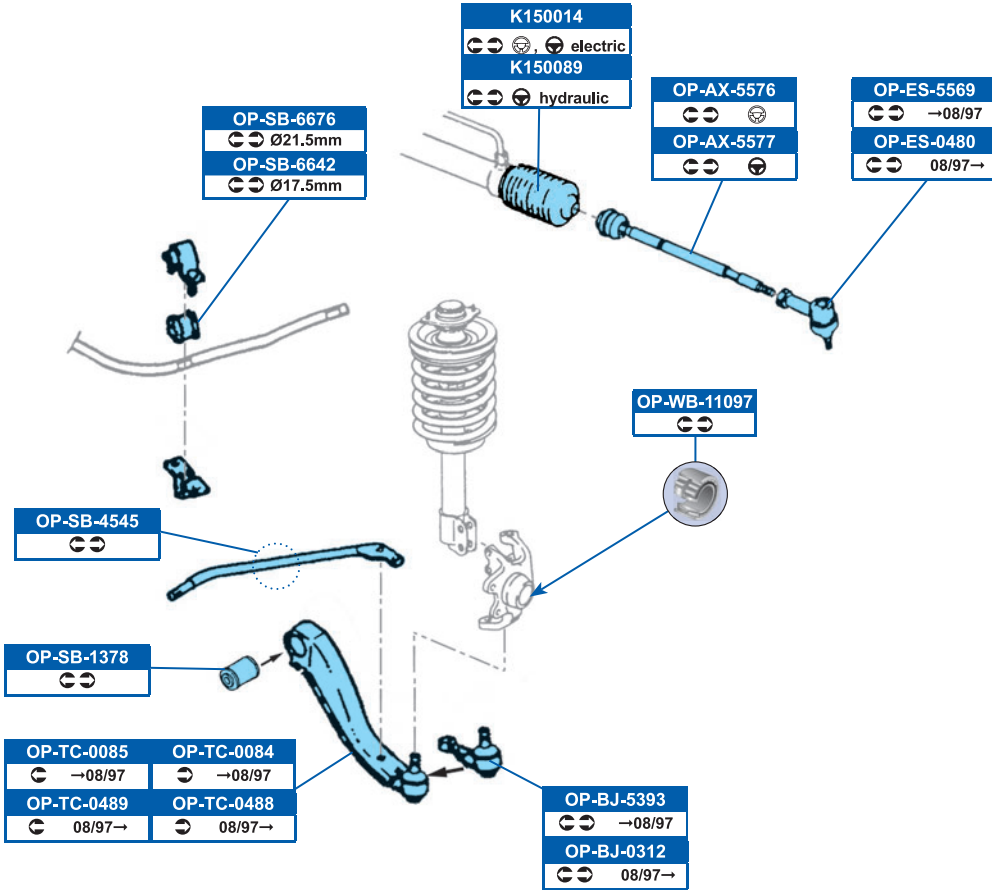 K150014
, electric
K150089
hydraulic
OP-AX-5576
OP-AX-5577
OP-ES-5569
→08/97
OP-ES-0480
08/97→
OP-SB-6676
Ø21.5mm
OP-SB-6642
Ø17.5mm
OP-WB-11097
OP-SB-4545
OP-SB-1378
OP-TC-0085 OP-TC-0084
→08/97 →08/97
OP-TC-0489 OP-TC-0488
08/97→ 08/97→
OP-BJ-5393
→08/97
OP-BJ-0312
08/97→